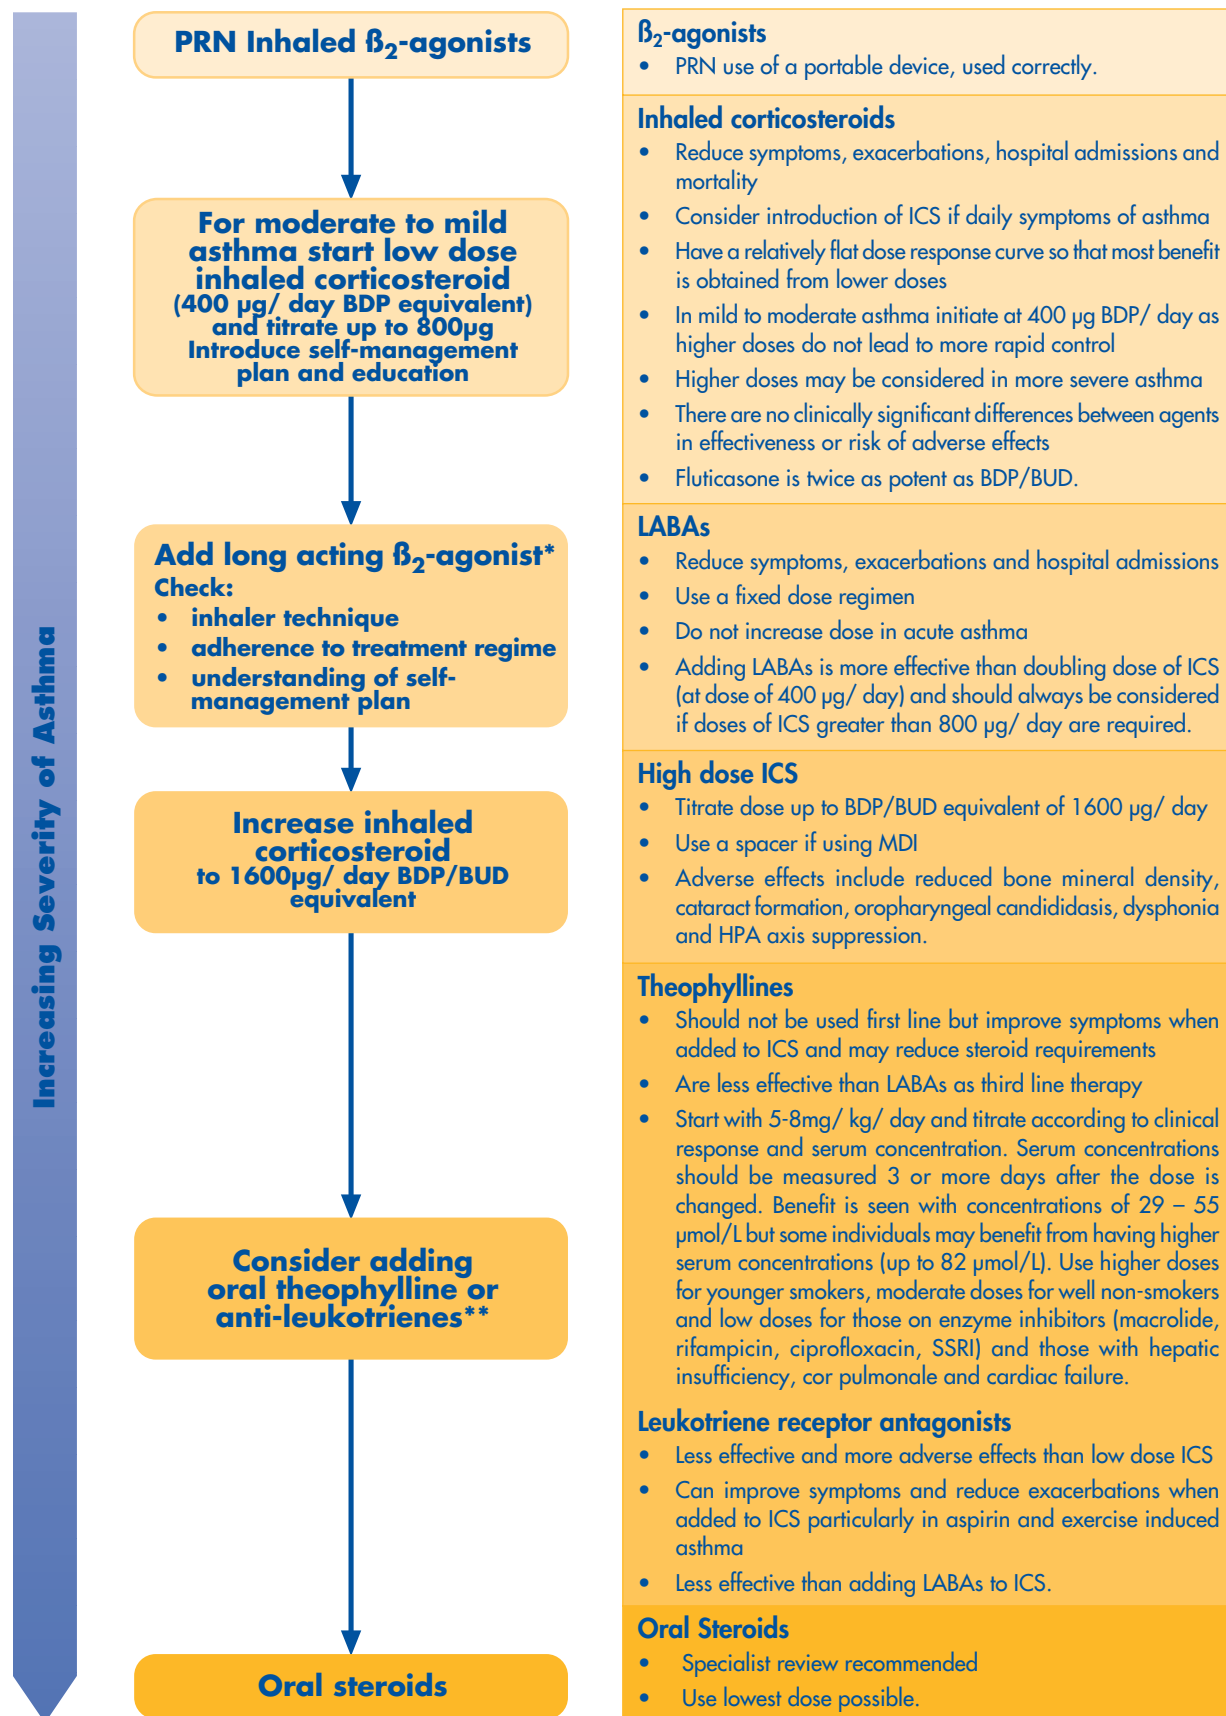 Increasing Severity of Asthma
PRN Inhaled ß2-agonists
For moderate to mild
asthma start low dose
inhaled corticosteroid
(400 µg/ day BDP equivalent)
and titrate up to 800µg
Introduce self-management
plan and education
Add long acting ß2-agonist*
Check:
• inhaler technique
• adherence to treatment regime
• understanding of self-
management plan
Increase inhaled
corticosteroid
to 1600µg/ day BDP/BUD
equivalent
Consider adding
oral theophylline or
anti-leukotrienes**
Oral steroids
ß2-agonists
• PRN use of a portable device, used correctly.
Inhaled corticosteroids
• Reduce symptoms, exacerbations, hospital admissions and
mortality
• Consider introduction of ICS if daily symptoms of asthma
• Have a relatively flat dose response curve so that most benefit
is obtained from lower doses
• In mild to moderate asthma initiate at 400 µg BDP/ day as
higher doses do not lead to more rapid control
• Higher doses may be considered in more severe asthma
• There are no clinically significant differences between agents
in effectiveness or risk of adverse effects
• Fluticasone is twice as potent as BDP/BUD.
LABAs
• Reduce symptoms, exacerbations and hospital admissions
• Use a fixed dose regimen
• Do not increase dose in acute asthma
• Adding LABAs is more effective than doubling dose of ICS
(at dose of 400 µg/ day) and should always be considered
if doses of ICS greater than 800 µg/ day are required.
High dose ICS
• Titrate dose up to BDP/BUD equivalent of 1600 µg/ day
• Use a spacer if using MDI
• Adverse effects include reduced bone mineral density,
cataract formation, oropharyngeal candididasis, dysphonia
and HPA axis suppression.
Theophyllines
• Should not be used first line but improve symptoms when
added to ICS and may reduce steroid requirements
• Are less effective than LABAs as third line therapy
• Start with 5-8mg/ kg/ day and titrate according to clinical
response and serum concentration. Serum concentrations
should be measured 3 or more days after the dose is
changed. Benefit is seen with concentrations of 29 – 55
µmol/L but some individuals may benefit from having higher
serum concentrations (up to 82 µmol/L). Use higher doses
for younger smokers, moderate doses for well non-smokers
and low doses for those on enzyme inhibitors (macrolide,
rifampicin, ciprofloxacin, SSRI) and those with hepatic
insufficiency, cor pulmonale and cardiac failure.
Leukotriene receptor antagonists
• Less effective and more adverse effects than low dose ICS
• Can improve symptoms and reduce exacerbations when
added to ICS particularly in aspirin and exercise induced
asthma
• Less effective than adding LABAs to ICS.
Oral Steroids
• Specialist review recommended
• Use lowest dose possible.